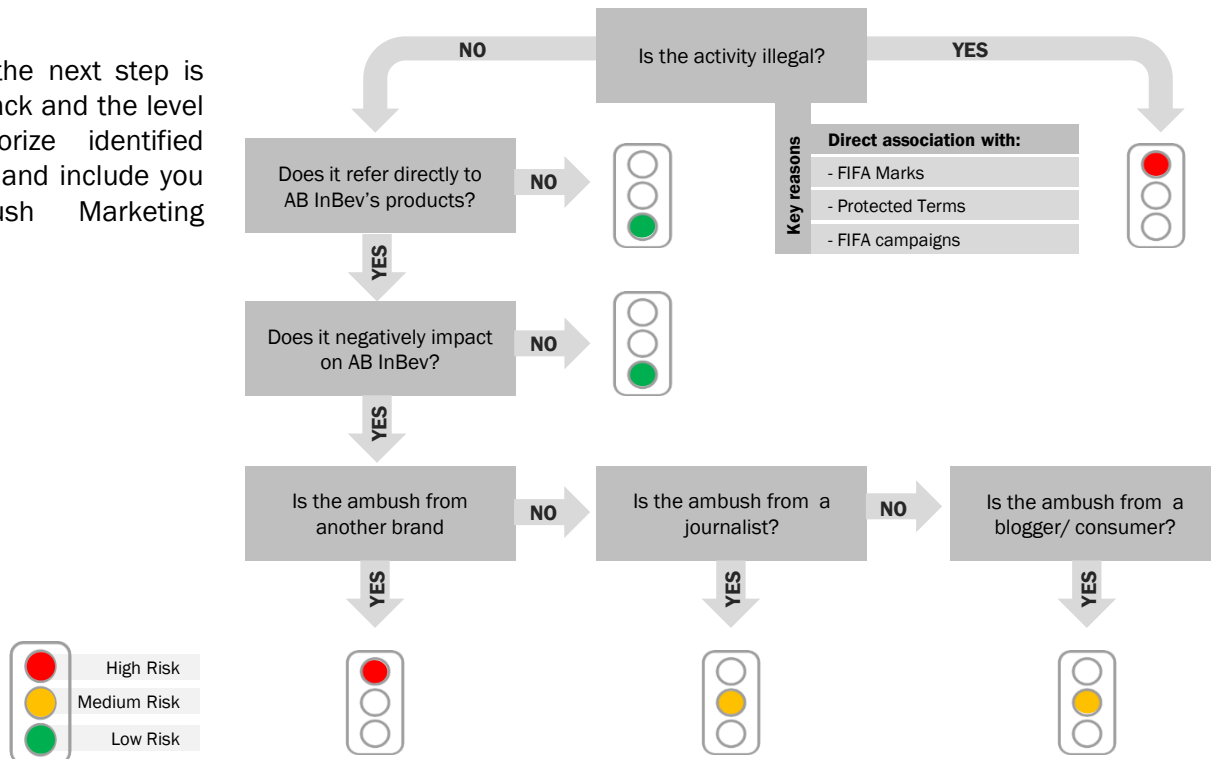 the next step is
ack and the level
orize identified
and include you
ush Marketing
NO
Is the activity illegal?
YES
Key reasons
Direct association with:
- FIFA Marks
- Protected Terms
- FIFA campaigns
Does it refer directly to
AB InBev's products?
NO
YES
Does it negatively impact
on AB InBev?
NO
YES
Is the ambush from
another brand
NO
Is the ambush from a
journalist?
NO
Is the ambush from a
blogger/ consumer?
YES
YES
YES
High Risk
Medium Risk
Low Risk